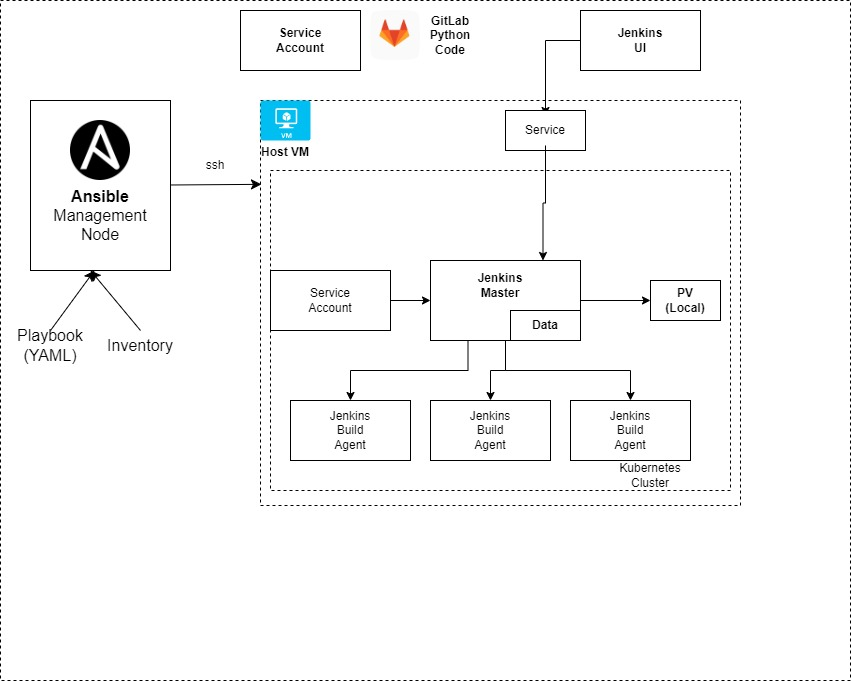 Service
Account
GitLab
Python
Code
Jenkins
UI
VM
Host VM
Service
ssh
Ansible
Management
Node
Jenkins
Master
Data
Service
Account
PV
(Local)
Playbook
(YAML)
Inventory
Jenkins
Build
Agent
Jenkins
Build
Agent
Jenkins
Build
Agent
Kubernetes
Cluster